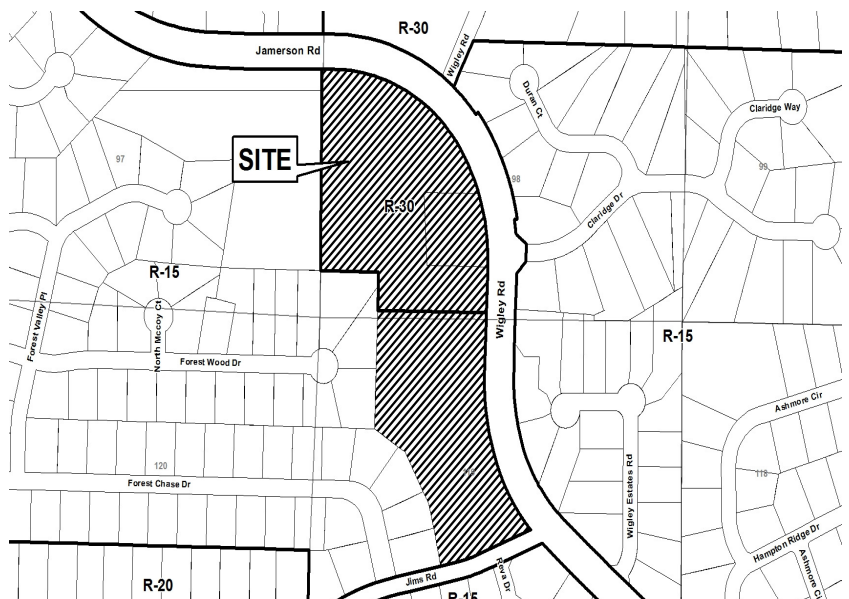 R-30
Jamerson Rd
Wigley Rd
Duran Ct
Claridge Way
SITE
97
98
99
R-30
Claridge Dr
R-15
Forest Valley Pl
North Mccoy Ct
Wigley Rd
R-15
Forest Wood Dr
Ashmore Cir
120
118
Forest Chase Dr
Wigley Estates Rd
Hampton Ridge Dr
Ashmore Ci
Jims Rd
Reva Dr
R-20
R-15